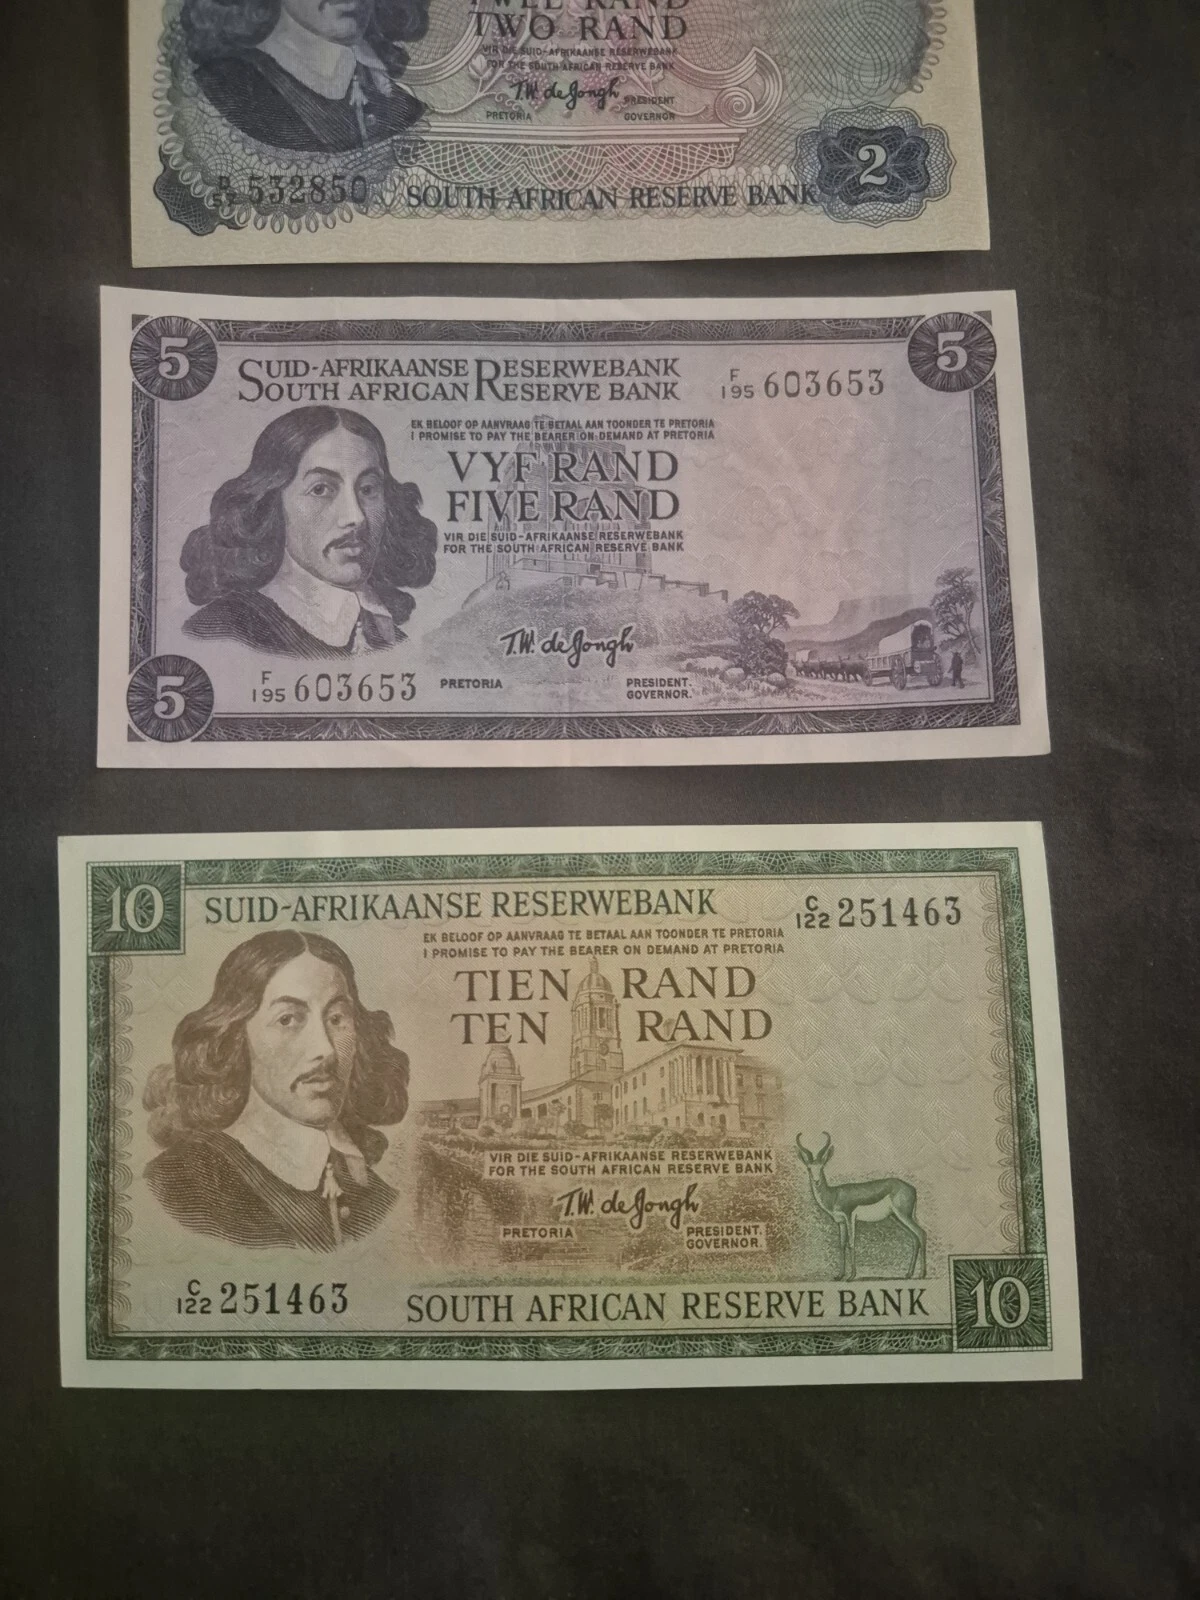 TWEE RAND
TWO RAND
VIR DIE SUID-AFRIKAANSE RESERWEBANK
FOR THE SOUTH AFRICAN RESERVE BANK
T.W. de Jongh
PRESIDENT
PRETORIA GOVERNOR
2
532850
SOUTH AFRICAN RESERVE BANK
5
5
SUID-AFRIKAANSE RESERWEBANK
SOUTH AFRICAN RESERVE BANK
F
195 603653
EK BELOOF OP AANVRAAG TE BETAAL AAN TOONDER TE PRETORIA
I PROMISE TO PAY THE BEARER ON DEMAND AT PRETORIA
VYF RAND
FIVE RAND
VIR DIE SUID-AFRIKAANSE RESERWEBANK
FOR THE SOUTH AFRICAN RESERVE BANK
T.W. de Jongh
5
F
195 603653
PRETORIA
PRESIDENT.
GOVERNOR.
10
SUID-AFRIKAANSE RESERWEBANK
C
122 251463
EK BELOOF OP AANVRAAG TE BETAAL AAN TOONDER TE PRETORIA
I PROMISE TO PAY THE BEARER ON DEMAND AT PRETORIA
TIEN RAND
TEN RAND
VIR DIE SUID-AFRIKAANSE RESERWEBANK
FOR THE SOUTH AFRICAN RESERVE BANK
T.W. de Jongh
PRETORIA
PRESIDENT.
GOVERNOR.
C
122 251463
SOUTH AFRICAN RESERVE BANK
10